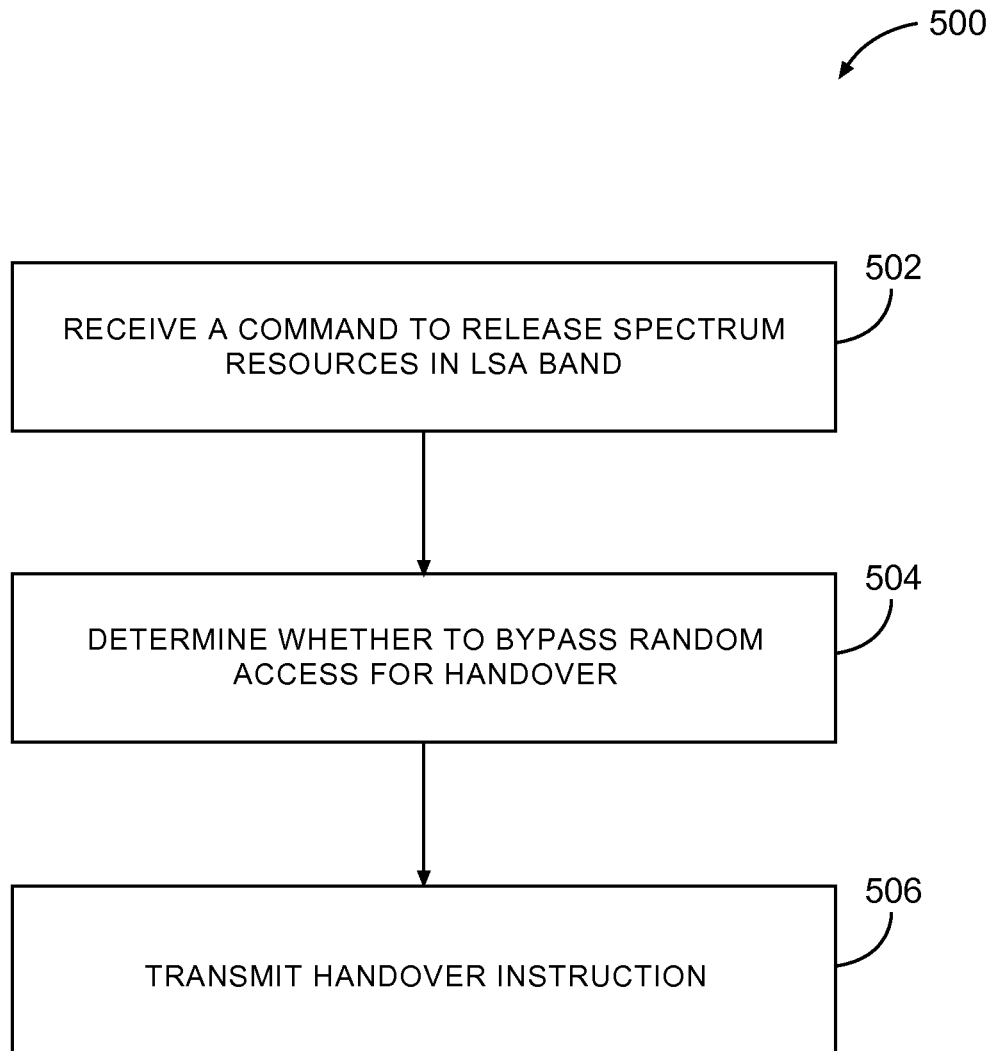 500
502
RECEIVE A COMMAND TO RELEASE SPECTRUM
RESOURCES IN LSA BAND
504
DETERMINE WHETHER TO BYPASS RANDOM
ACCESS FOR HANDOVER
506
TRANSMIT HANDOVER INSTRUCTION